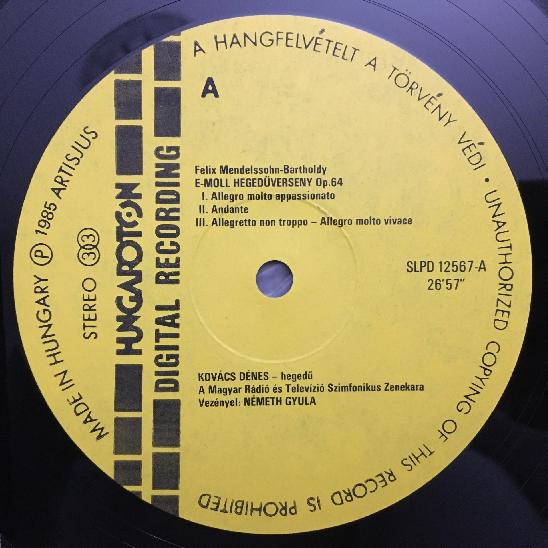 A HANGFELVÉTELT A TÖRVÉNY VÉDI · UNAUTHORIZED COPYING OF THIS RECORD IS PROHIBITED
MADE IN HUNGARY Ⓟ 1985 ARTISJUS
STEREO 303
HUNGAROTON
DIGITAL RECORDING
A
Felix Mendelssohn-Bartholdy
E-MOLL HEGEDŰVERSENY Op.64
I. Allegro molto appassionato
II. Andante
III. Allegretto non troppo – Allegro molto vivace
SLPD 12567-A
26'57"
KOVÁCS DÉNES – hegedű
A Magyar Rádió és Televízió Szimfonikus Zenekara
Vezényel: NÉMETH GYULA